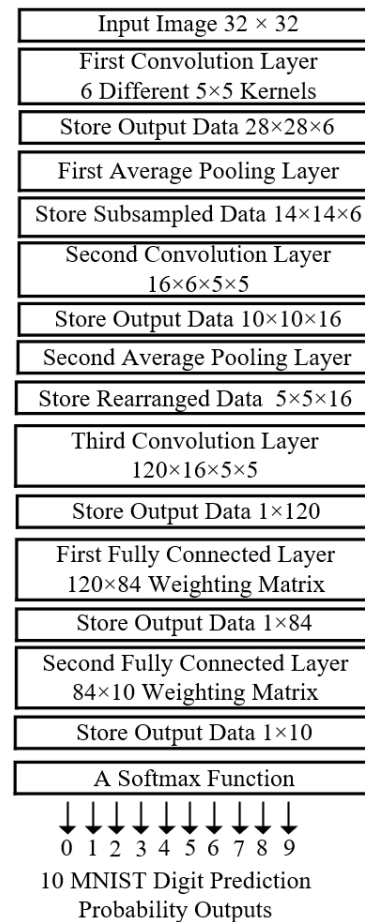 Input Image 32 × 32
First Convolution Layer
6 Different 5×5 Kernels
Store Output Data 28×28×6
First Average Pooling Layer
Store Subsampled Data 14×14×6
Second Convolution Layer
16×6×5×5
Store Output Data 10×10×16
Second Average Pooling Layer
Store Rearranged Data 5×5×16
Third Convolution Layer
120×16×5×5
Store Output Data 1×120
First Fully Connected Layer
120×84 Weighting Matrix
Store Output Data 1×84
Second Fully Connected Layer
84×10 Weighting Matrix
Store Output Data 1×10
A Softmax Function
0 1 2 3 4 5 6 7 8 9
10 MNIST Digit Prediction
Probability Outputs